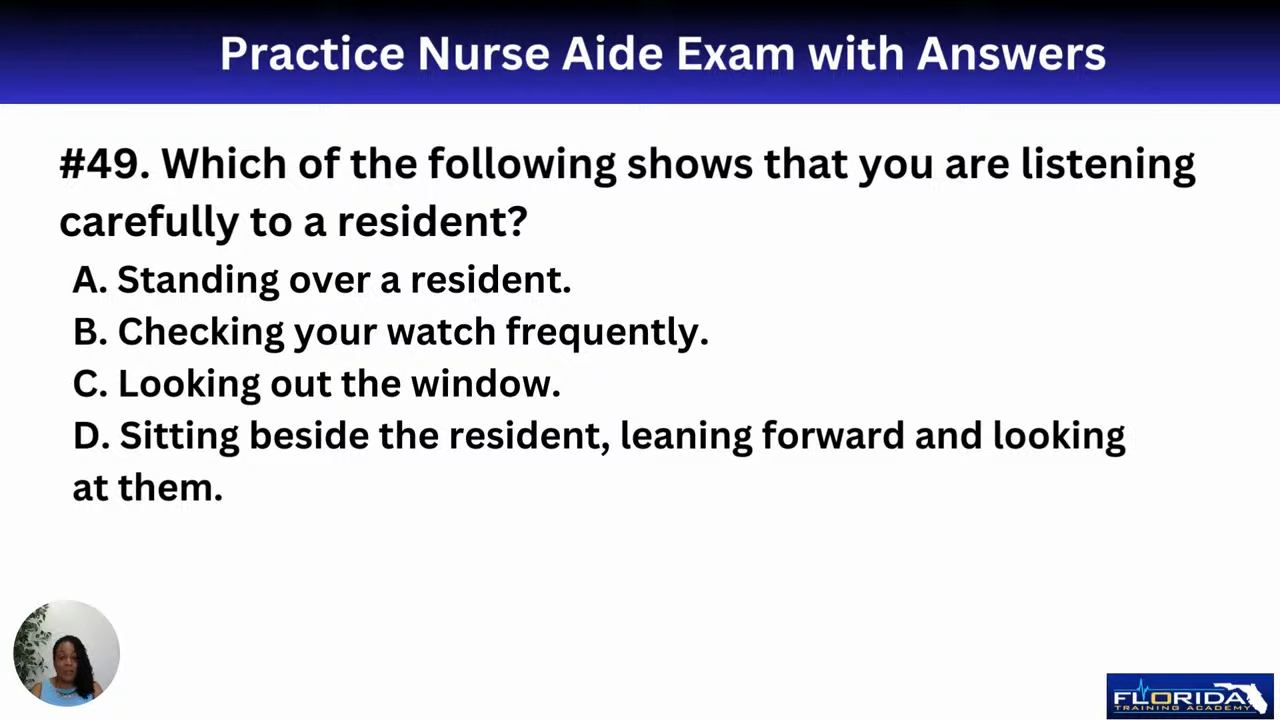 Practice Nurse Aide Exam with Answers
#49. Which of the following shows that you are listening
carefully to a resident?
A. Standing over a resident.
B. Checking your watch frequently.
C. Looking out the window.
D. Sitting beside the resident, leaning forward and looking
at them.
FLORIDA
TRAINING ACADEMY